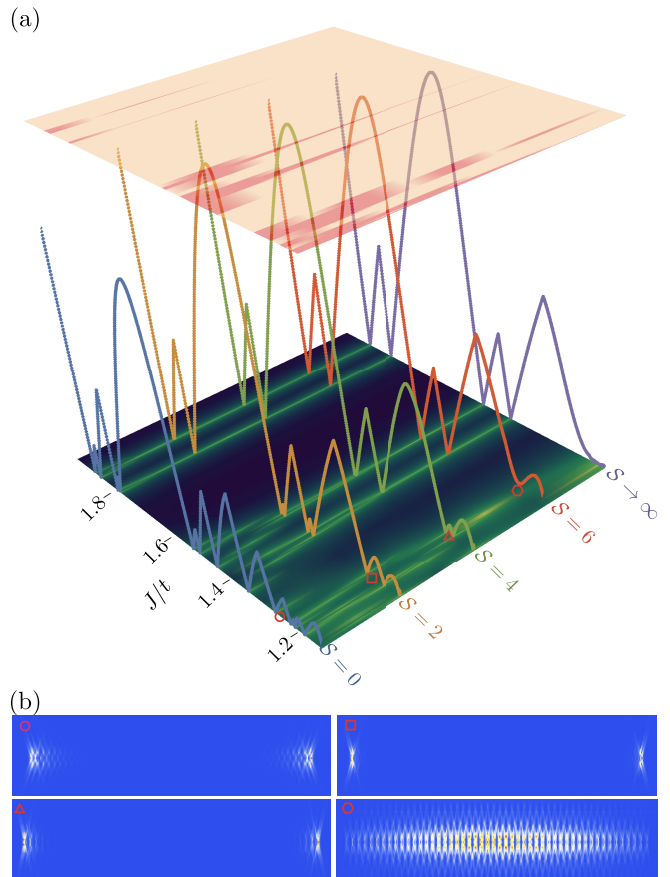 (a)
1.8
1.6
J/t
1.4
1.2
S → ∞
S = 6
S = 4
S = 2
S = 0
(b)